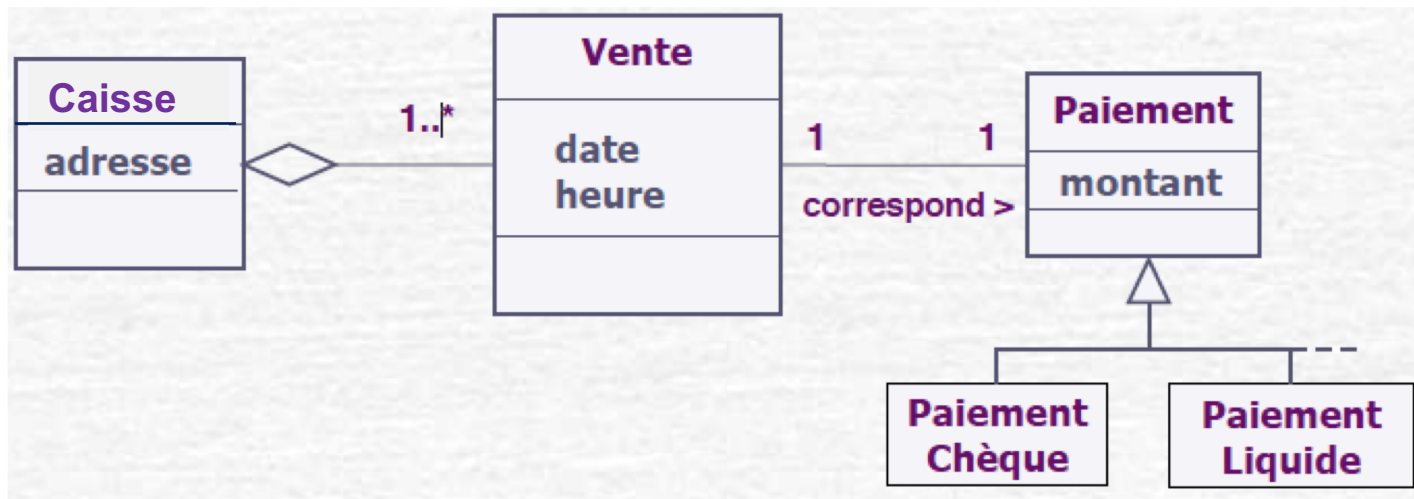 Caisse
adresse
1..*
Vente
date
heure
1
1
correspond >
Paiement
montant
Paiement
Chèque
Paiement
Liquide